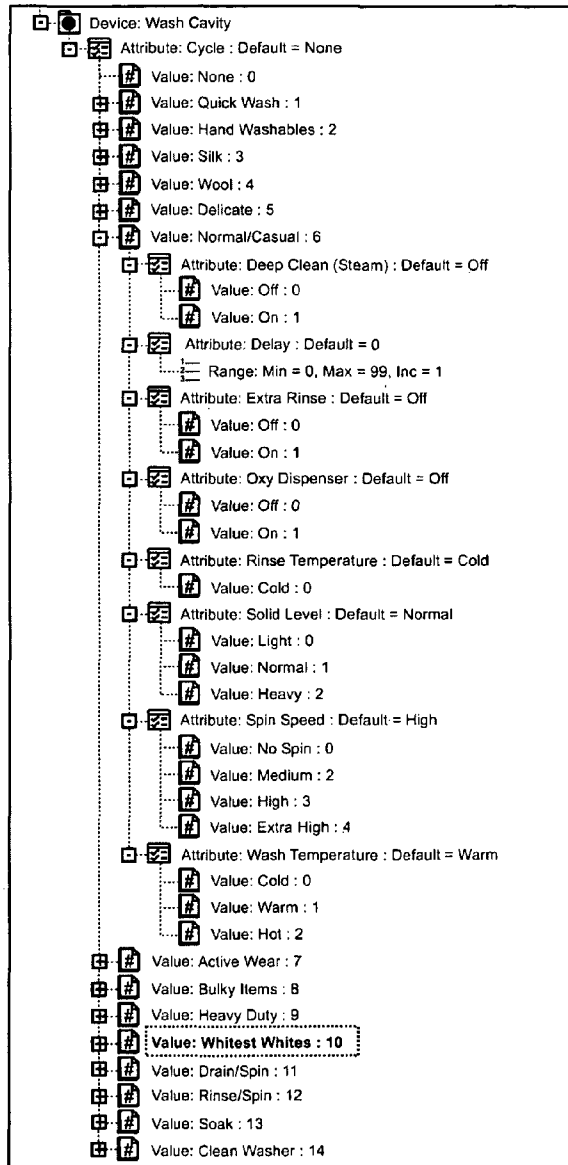 Device: Wash Cavity
Attribute: Cycle : Default = None
Value: None : 0
Value: Quick Wash : 1
Value: Hand Washables : 2
Value: Silk : 3
Value: Wool : 4
Value: Delicate : 5
Value: Normal/Casual : 6
Attribute: Deep Clean (Steam) : Default = Off
Value: Off : 0
Value: On : 1
Attribute: Delay : Default = 0
Range: Min = 0, Max = 99, Inc = 1
Attribute: Extra Rinse : Default = Off
Value: Off : 0
Value: On : 1
Attribute: Oxy Dispenser : Default = Off
Value: Off : 0
Value: On : 1
Attribute: Rinse Temperature : Default = Cold
Value: Cold : 0
Attribute: Solid Level : Default = Normal
Value: Light : 0
Value: Normal : 1
Value: Heavy : 2
Attribute: Spin Speed : Default = High
Value: No Spin : 0
Value: Medium : 2
Value: High : 3
Value: Extra High : 4
Attribute: Wash Temperature : Default = Warm
Value: Cold : 0
Value: Warm : 1
Value: Hot : 2
Value: Active Wear : 7
Value: Bulky Items : 8
Value: Heavy Duty : 9
Value: Whitest Whites : 10
Value: Drain/Spin : 11
Value: Rinse/Spin : 12
Value: Soak : 13
Value: Clean Washer : 14